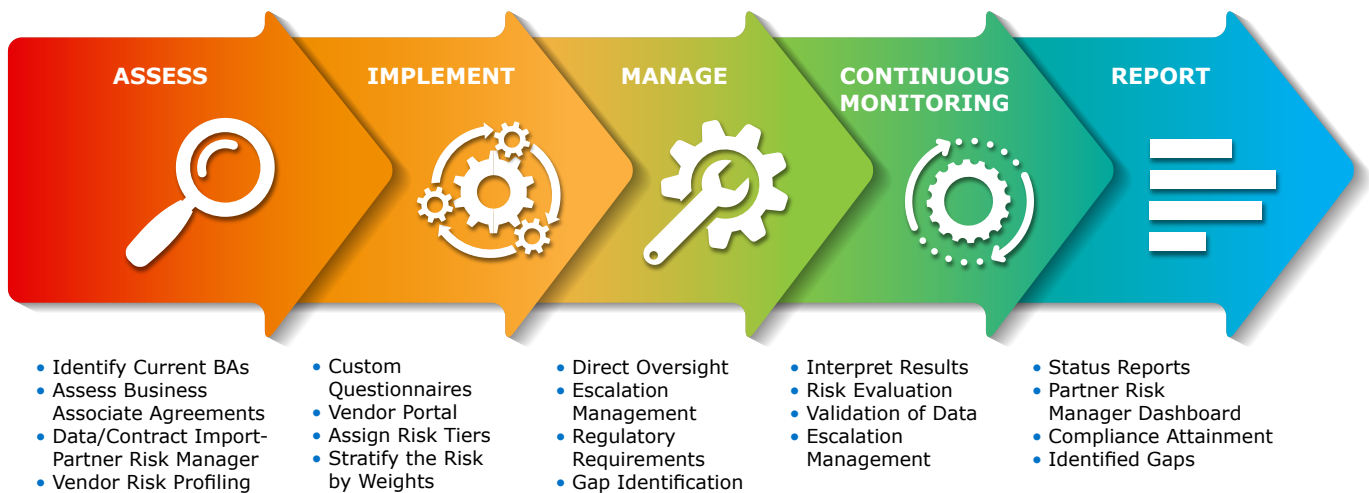 ASSESS
IMPLEMENT
MANAGE
CONTINUOUS
MONITORING
REPORT
• Identify Current BAs
• Assess Business
Associate Agreements
• Data/Contract Import-
Partner Risk Manager
• Vendor Risk Profiling
• Custom
Questionnaires
• Vendor Portal
• Assign Risk Tiers
• Stratify the Risk
by Weights
• Direct Oversight
• Escalation
Management
• Regulatory
Requirements
• Gap Identification
• Interpret Results
• Risk Evaluation
• Validation of Data
• Escalation
Management
• Status Reports
• Partner Risk
Manager Dashboard
• Compliance Attainment
• Identified Gaps